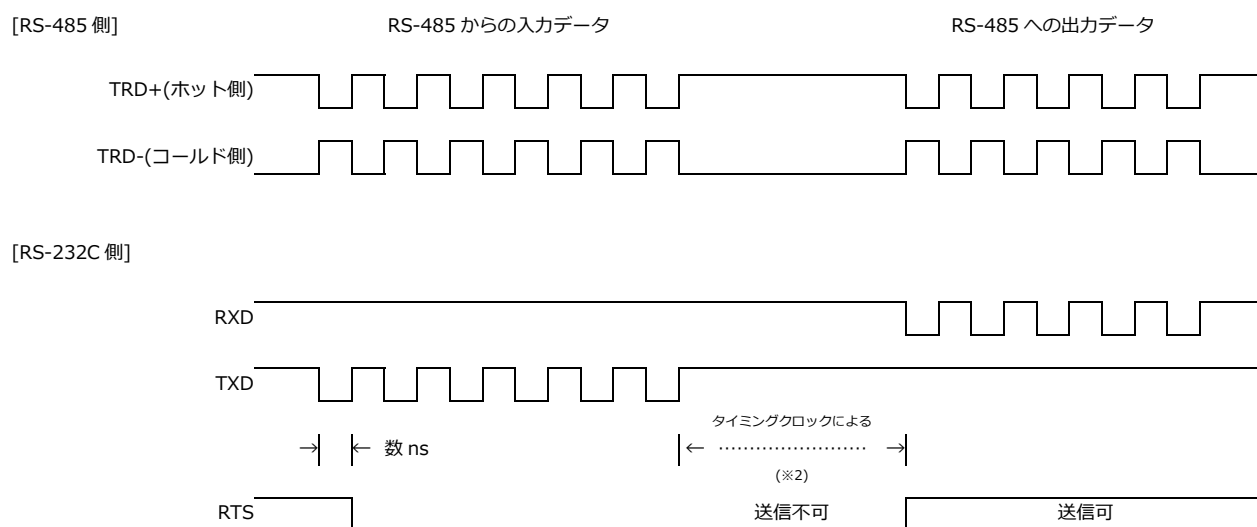 [RS-485 側]
RS-485 からの入力データ
RS-485 への出力データ
TRD+(ホット側)
TRD-(コールド側)
[RS-232C 側]
RXD
TXD
タイミングクロックによる
→ ← 数 ns
← …………………… →
(※2)
RTS
送信不可
送信可